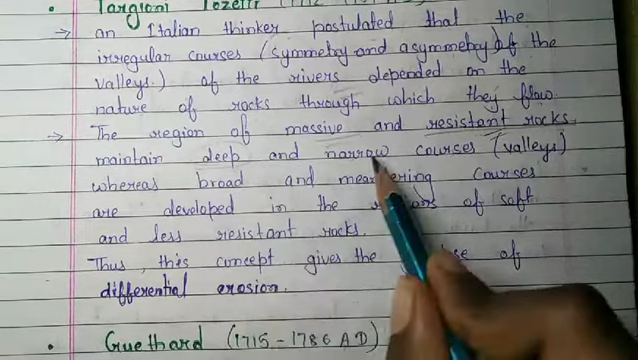 • Targioni Tozetti (1712
→ an Italian thinker postulated that the
irregular courses (symmetry and asymmetry of the
valleys.) of the rivers depended on the
nature of rocks through which they flow.
→ The region of massive and resistant rocks
maintain deep and narrow courses (valleys)
whereas broad and meandering courses
are developed in the of soft
and less resistant rocks.
Thus, this concept gives the of
differential erosion.
• Guethard (1715 - 1786 AD)